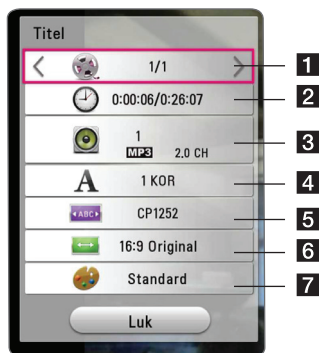 Titel
1/1 1
0:00:06/0:26:07 2
1
MP3 2.0 CH 3
A 1 KOR 4
ABC CP1252 5
16:9 Original 6
Standard 7
Luk